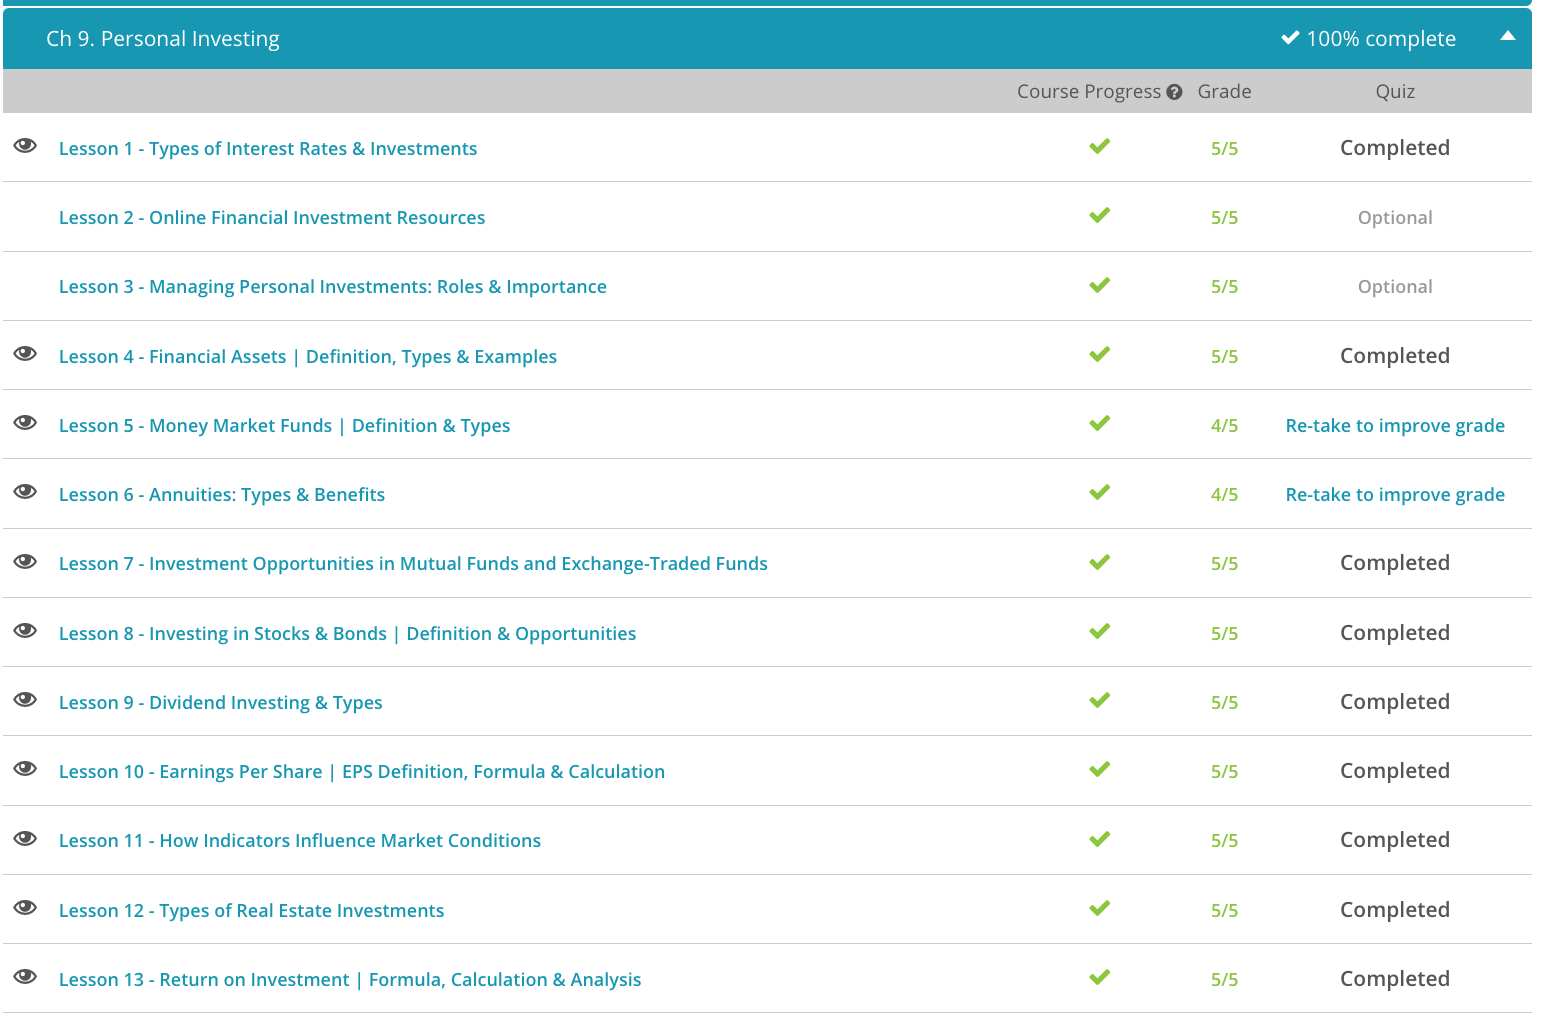 Ch 9. Personal Investing 100% complete
Course Progress Grade Quiz
Lesson 1 - Types of Interest Rates & Investments 5/5 Completed
Lesson 2 - Online Financial Investment Resources 5/5 Optional
Lesson 3 - Managing Personal Investments: Roles & Importance 5/5 Optional
Lesson 4 - Financial Assets | Definition, Types & Examples 5/5 Completed
Lesson 5 - Money Market Funds | Definition & Types 4/5 Re-take to improve grade
Lesson 6 - Annuities: Types & Benefits 4/5 Re-take to improve grade
Lesson 7 - Investment Opportunities in Mutual Funds and Exchange-Traded Funds 5/5 Completed
Lesson 8 - Investing in Stocks & Bonds | Definition & Opportunities 5/5 Completed
Lesson 9 - Dividend Investing & Types 5/5 Completed
Lesson 10 - Earnings Per Share | EPS Definition, Formula & Calculation 5/5 Completed
Lesson 11 - How Indicators Influence Market Conditions 5/5 Completed
Lesson 12 - Types of Real Estate Investments 5/5 Completed
Lesson 13 - Return on Investment | Formula, Calculation & Analysis 5/5 Completed